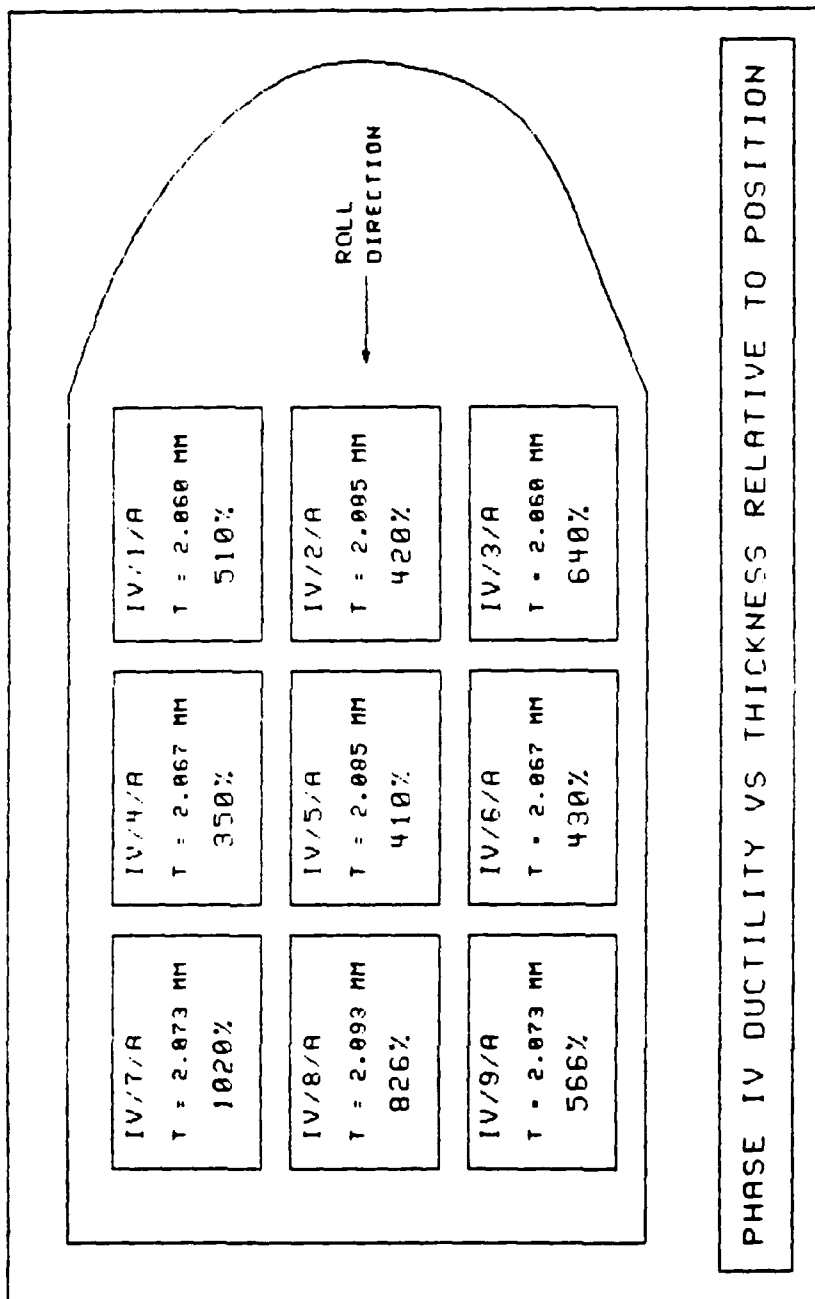 IV/7/A
T = 2.073 MM
1020%
IV/4/A
T = 2.067 MM
350%
IV/1/A
T = 2.060 MM
510%
IV/8/A
T = 2.093 MM
826%
IV/5/A
T = 2.085 MM
410%
IV/2/A
T = 2.085 MM
420%
ROLL
DIRECTION
IV/9/A
T = 2.073 MM
566%
IV/6/A
T = 2.067 MM
430%
IV/3/A
T = 2.060 MM
640%
PHASE IV DUCTILITY VS THICKNESS RELATIVE TO POSITION